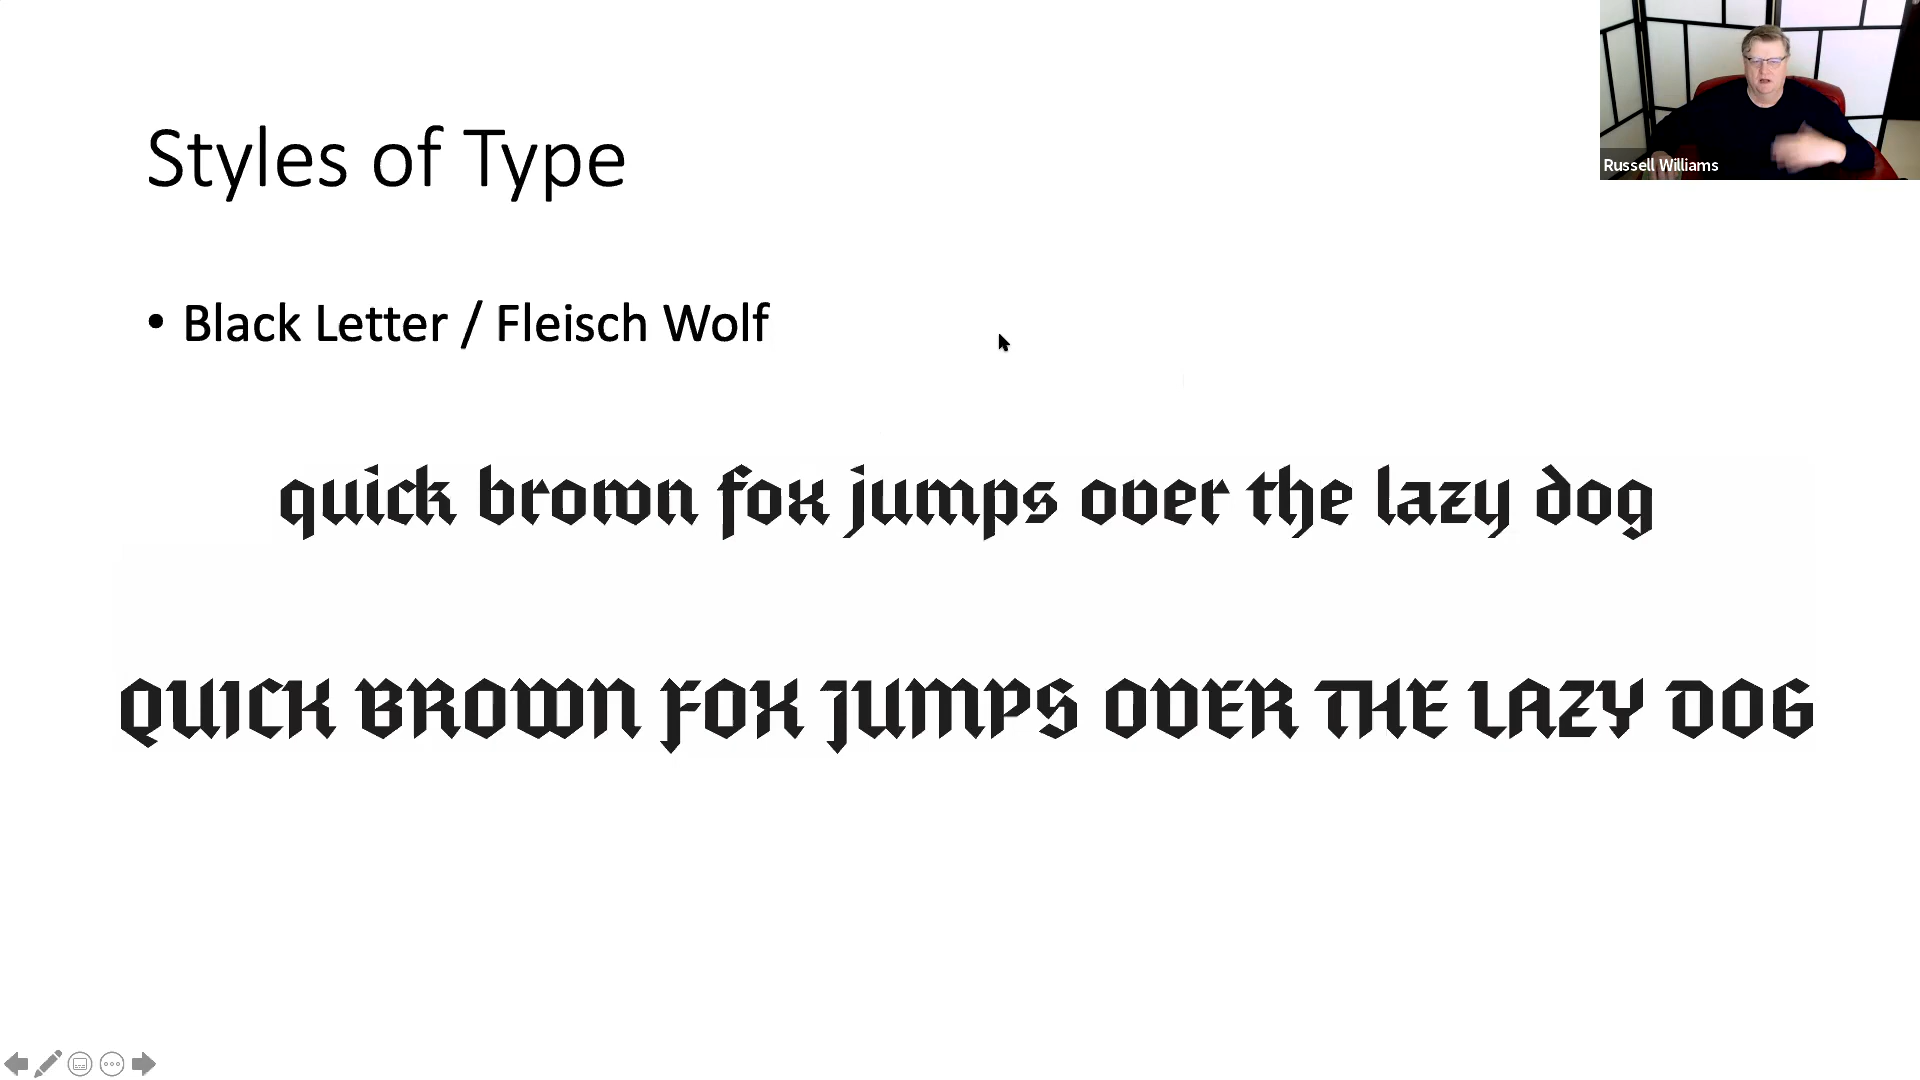 Styles of Type
Russell Williams
• Black Letter / Fleisch Wolf
quick brown fox jumps over the lazy dog
QUICK BROWN FOX JUMPS OVER THE LAZY DOG